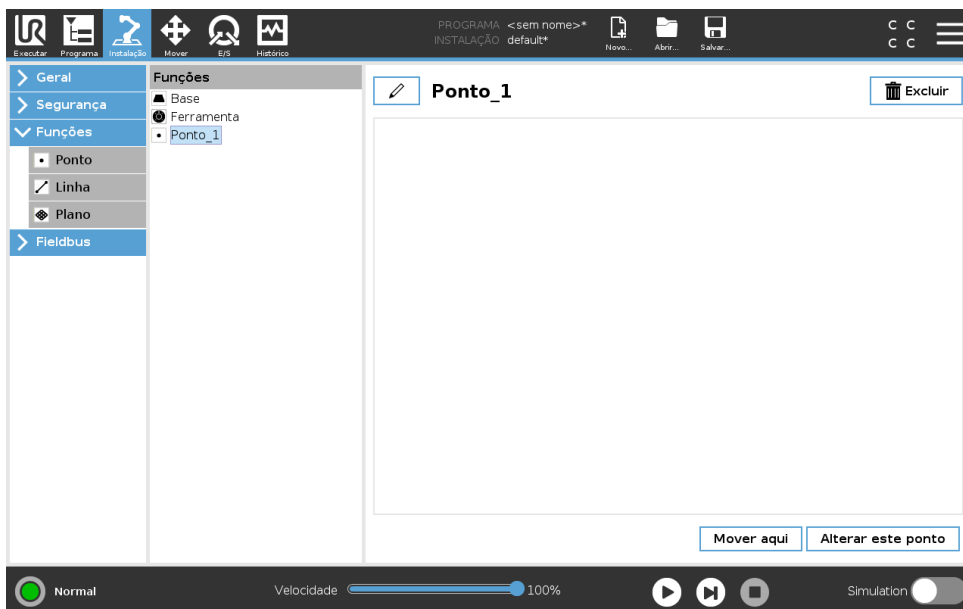 UR
PROGRAMA <sem nome>*
INSTALAÇÃO default*
Executar Programa Instalação Mover E/S Histórico
Novo... Abrir... Salvar...
C C
C C
Geral
Segurança
Funções
Ponto
Linha
Plano
Fieldbus
Funções
Base
Ferramenta
Ponto_1
Ponto_1
Excluir
Mover aqui Alterar este ponto
Normal Velocidade 100% Simulation